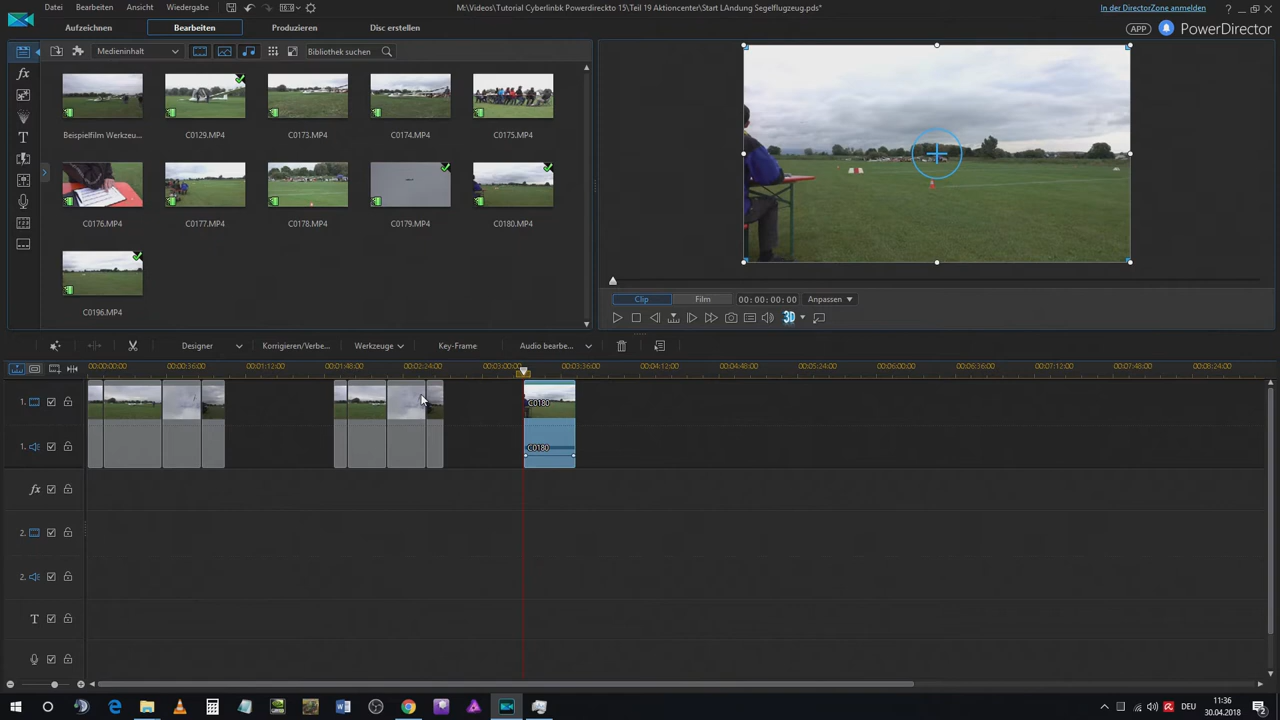 Datei Bearbeiten Ansicht Wiedergabe
M:\Videos\Tutorial Cyberlinbk Powerdireckto 15\Teil 19 Aktioncenter\Start LAndung Segelflugzeug.pds*
In der DirectorZone anmelden
Aufzeichnen Bearbeiten Produzieren Disc erstellen
APP PowerDirector
Medieninhalt Bibliothek suchen
Beispielfilm Werkzeu... C0129.MP4 C0173.MP4 C0174.MP4 C0175.MP4
C0176.MP4 C0177.MP4 C0178.MP4 C0179.MP4 C0180.MP4
C0196.MP4
Clip Film 00:00:00:00 Anpassen
3D
Designer Korrigieren/Verbe... Werkzeuge Key-Frame Audio bearbe...
00:00:00:00 00:00:36:00 00:01:12:00 00:01:48:00 00:02:24:00 00:03:00:00 00:03:36:00 00:04:12:00 00:04:48:00 00:05:24:00 00:06:00:00 00:06:36:00 00:07:12:00 00:07:48:00 00:08:24:00
1. C0180
1. C0180
fx
2.
2.
T
DEU
11:36
30.04.2018